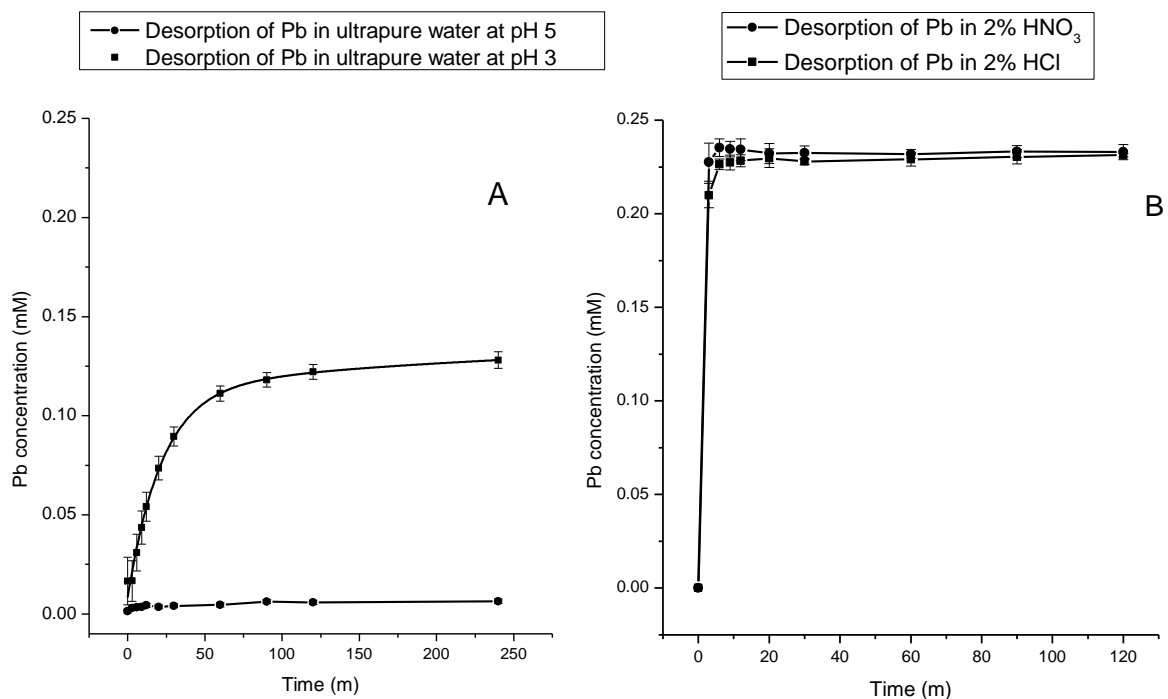 Desorption of Pb in ultrapure water at pH 5
Desorption of Pb in ultrapure water at pH 3
A
0.25
0.20
0.15
0.10
0.05
0.00
Pb concentration (mM)
0 50 100 150 200 250
Time (m)
Desorption of Pb in 2% HNO₃
Desorption of Pb in 2% HCl
B
0.25
0.20
0.15
0.10
0.05
0.00
Pb concentration (mM)
0 20 40 60 80 100 120
Time (m)